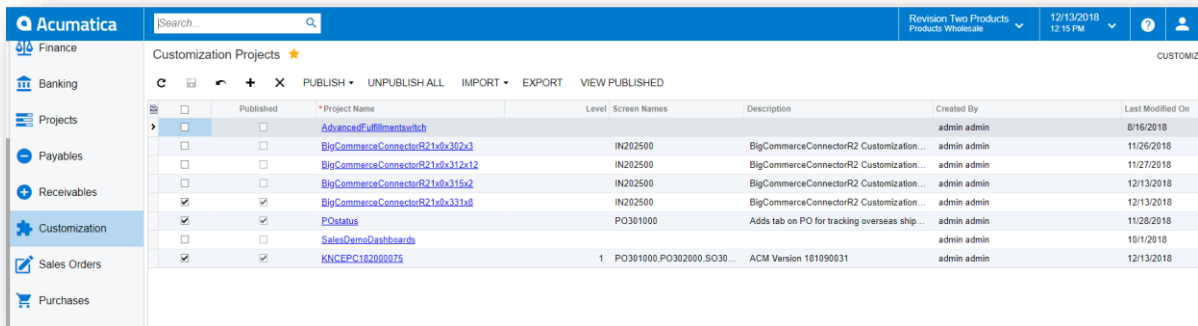 Acumatica
Search...
Revision Two Products
Products Wholesale
12/13/2018
12:15 PM
?
Finance
Banking
Projects
Payables
Receivables
Customization
Sales Orders
Purchases
Customization Projects
CUSTOMIZ
PUBLISH UNPUBLISH ALL IMPORT EXPORT VIEW PUBLISHED
Published *Project Name Level Screen Names Description Created By Last Modified On
AdvancedFulfillmentswitch admin admin 8/16/2018
BigCommerceConnectorR21x0x302x3 IN202500 BigCommerceConnectorR2 Customization... admin admin 11/26/2018
BigCommerceConnectorR21x0x312x12 IN202500 BigCommerceConnectorR2 Customization... admin admin 11/27/2018
BigCommerceConnectorR21x0x315x2 IN202500 BigCommerceConnectorR2 Customization... admin admin 12/13/2018
BigCommerceConnectorR21x0x331x8 IN202500 BigCommerceConnectorR2 Customization... admin admin 12/13/2018
POstatus PO301000 Adds tab on PO for tracking overseas ship... admin admin 11/28/2018
SalesDemoDashboards admin admin 10/1/2018
KNCEPC182000075 1 PO301000,PO302000,SO30... ACM Version 181090031 admin admin 12/13/2018